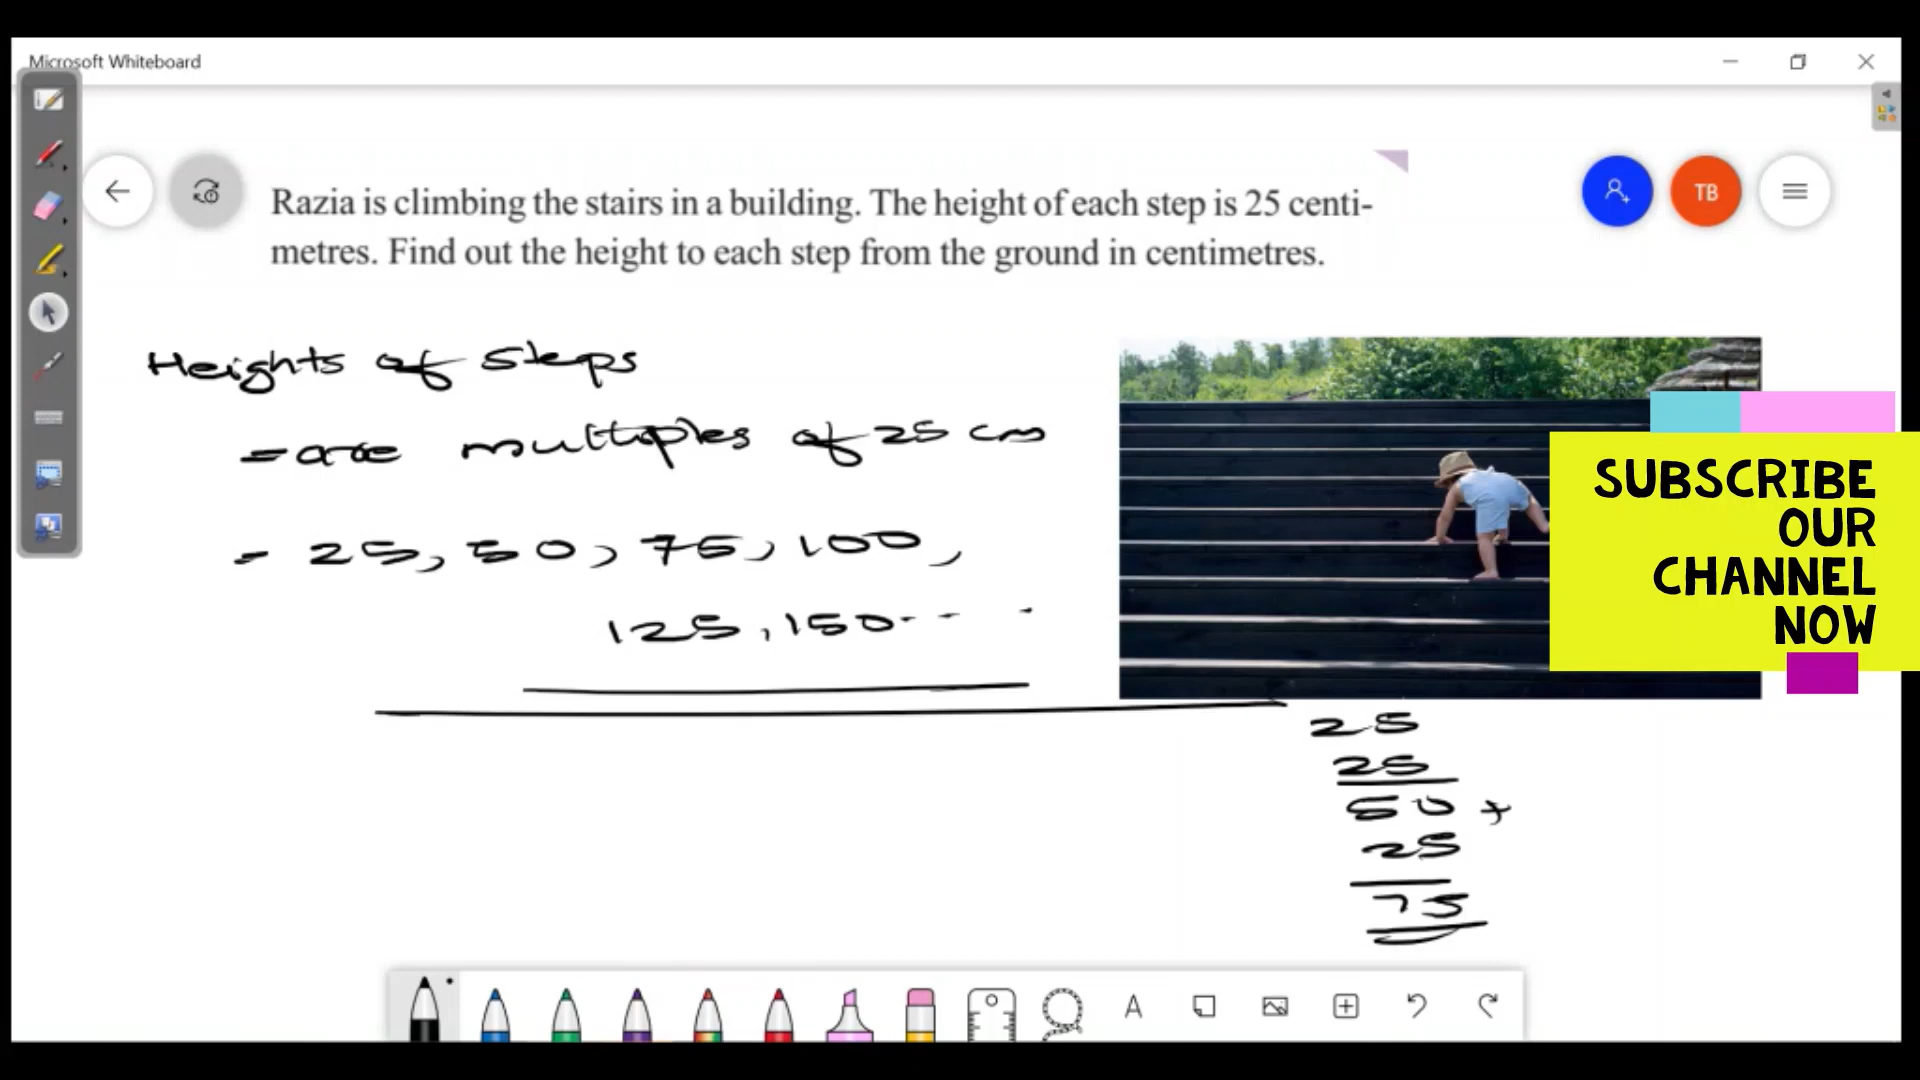 Microsoft Whiteboard
Razia is climbing the stairs in a building. The height of each step is 25 centi-
metres. Find out the height to each step from the ground in centimetres.
TB
Heights of Steps
= are multiples of 25 cm
= 25, 50, 75, 100,
125, 150 - - - -
SUBSCRIBE
OUR
CHANNEL
NOW
25
25
50 +
25
75
A